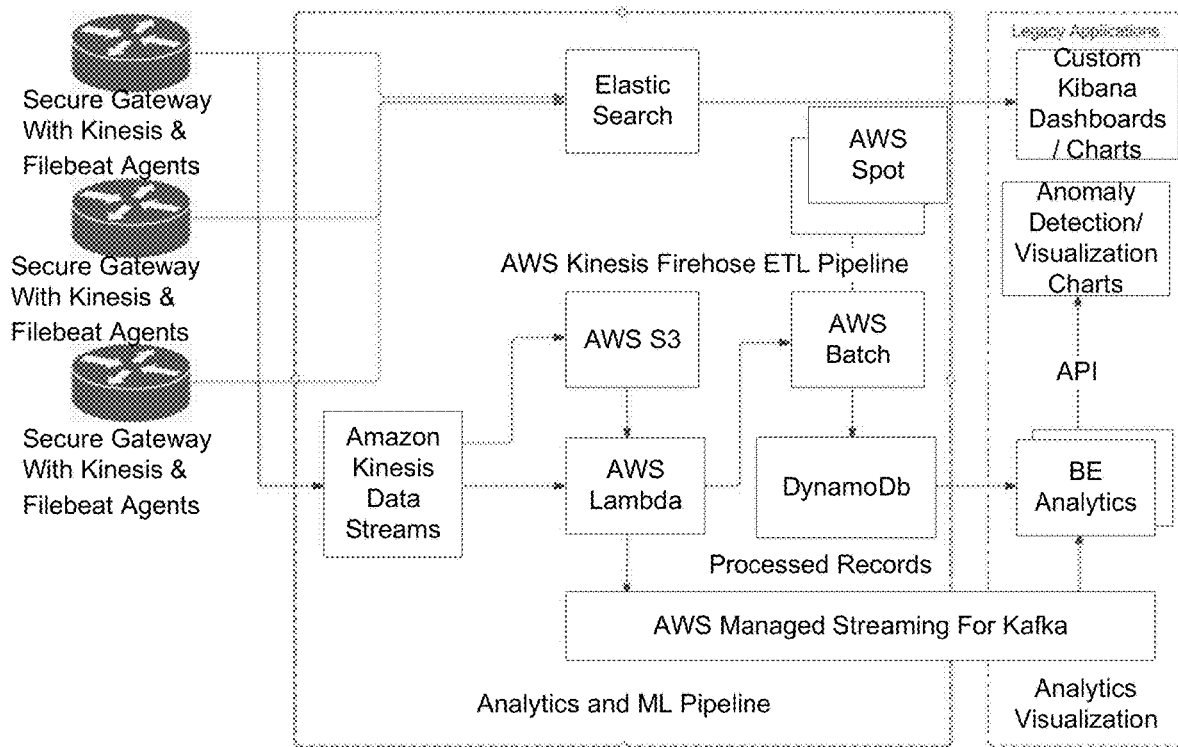 Secure Gateway
With Kinesis &
Filebeat Agents
Secure Gateway
With Kinesis &
Filebeat Agents
Secure Gateway
With Kinesis &
Filebeat Agents
Elastic
Search
AWS
Spot
AWS Kinesis Firehose ETL Pipeline
AWS S3
AWS
Batch
Amazon
Kinesis
Data
Streams
AWS
Lambda
DynamoDb
Processed Records
AWS Managed Streaming For Kafka
Analytics and ML Pipeline
Legacy Applications
Custom
Kibana
Dashboards
/ Charts
Anomaly
Detection/
Visualization
Charts
API
BE
Analytics
Analytics
Visualization